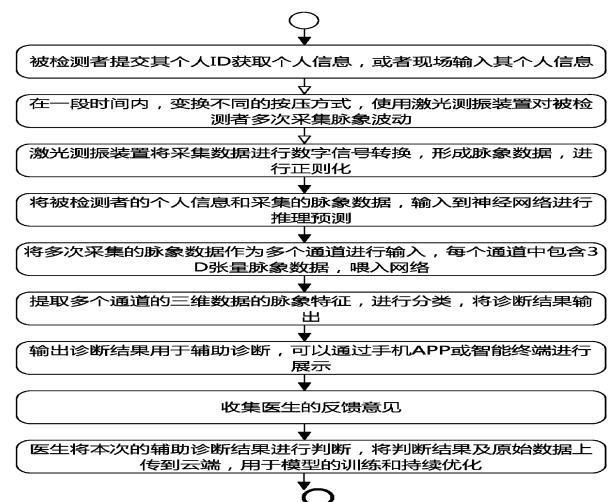 被检测者提交其个人ID获取个人信息，或者现场输入其个人信息
在一段时间内，变换不同的按压方式，使用激光测振装置对被检
测者多次采集脉象波动
激光测振装置将采集数据进行数字信号转换，形成脉象数据，进
行正则化
将被检测者的个人信息和采集的脉象数据，输入到神经网络进行
推理预测
将多次采集的脉象数据作为多个通道进行输入，每个通道中包含3
D张量脉象数据，喂入网络
提取多个通道的三维数据的脉象特征，进行分类，将诊断结果输
出
输出诊断结果用于辅助诊断，可以通过手机APP或智能终端进行
展示
收集医生的反馈意见
医生将本次的辅助诊断结果进行判断，将判断结果及原始数据上
传到云端，用于模型的训练和持续优化